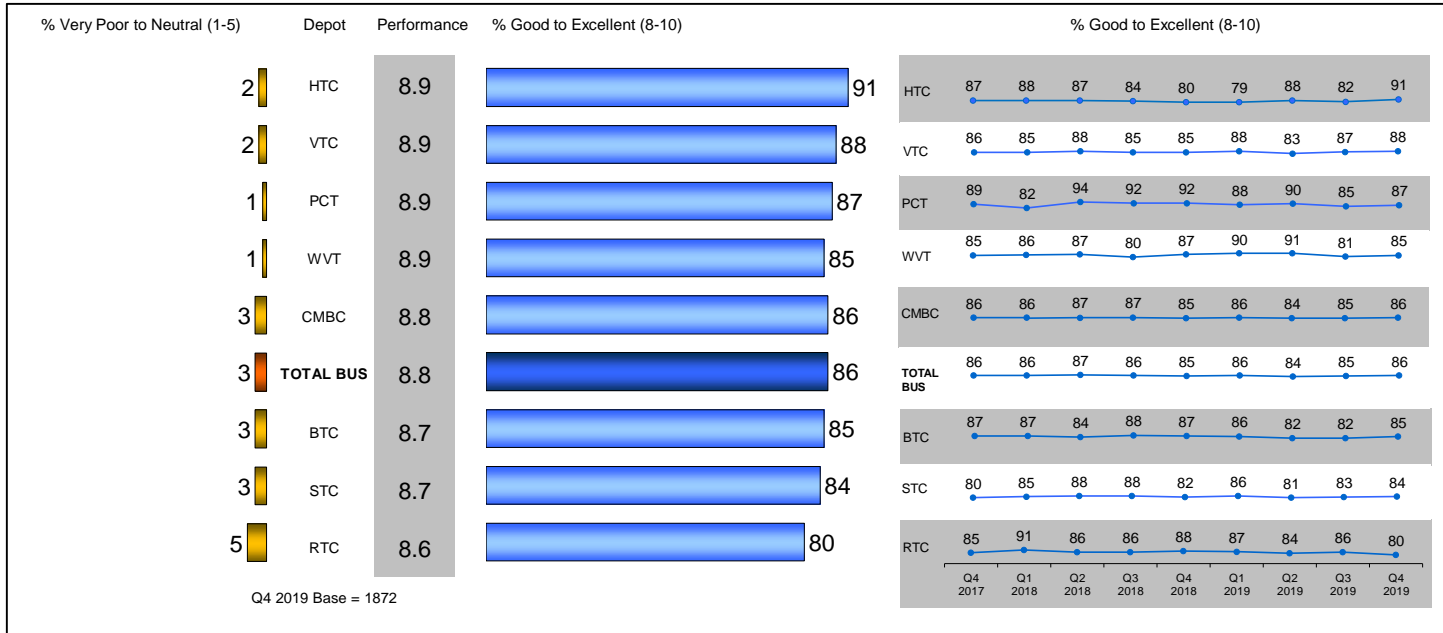 % Very Poor to Neutral (1-5) Depot Performance % Good to Excellent (8-10) % Good to Excellent (8-10)
2 HTC 8.9 91
2 VTC 8.9 88
1 PCT 8.9 87
1 WVT 8.9 85
3 CMBC 8.8 86
3 TOTAL BUS 8.8 86
3 BTC 8.7 85
3 STC 8.7 84
5 RTC 8.6 80
Q4 2019 Base = 1872
HTC 87 88 87 84 80 79 88 82 91
VTC 86 85 88 85 85 88 83 87 88
PCT 89 82 94 92 92 88 90 85 87
WVT 85 86 87 80 87 90 91 81 85
CMBC 86 86 87 87 85 86 84 85 86
TOTAL
BUS 86 86 87 86 85 86 84 85 86
BTC 87 87 84 88 87 86 82 82 85
STC 80 85 88 88 82 86 81 83 84
RTC 85 91 86 86 88 87 84 86 80
Q4 Q1 Q2 Q3 Q4 Q1 Q2 Q3 Q4
2017 2018 2018 2018 2018 2019 2019 2019 2019